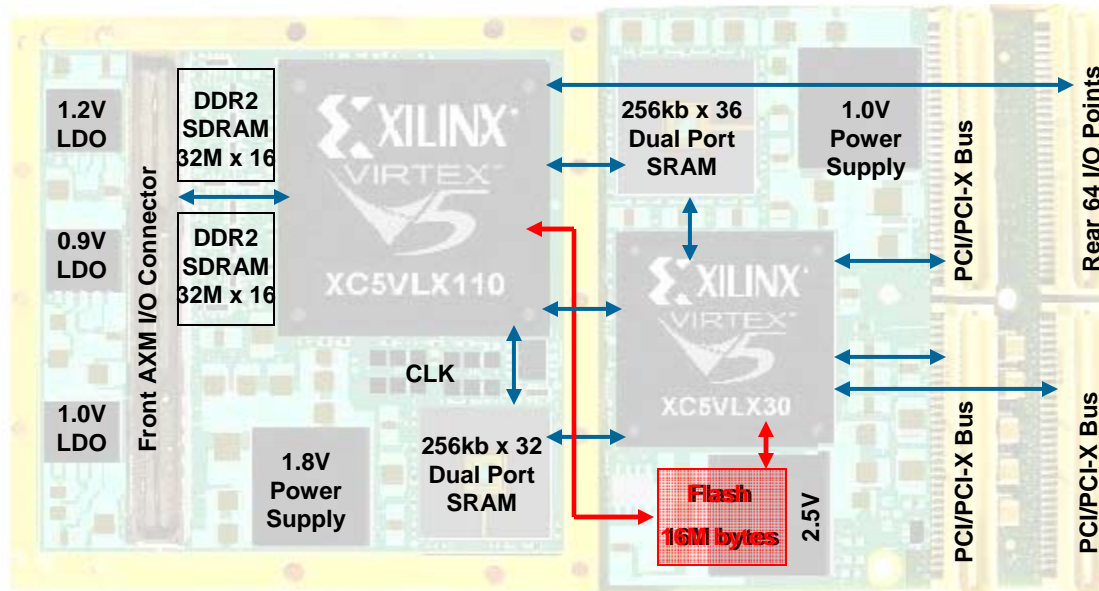 1.2V
LDO
0.9V
LDO
1.0V
LDO
Front AXM I/O Connector
DDR2
SDRAM
32M x 16
DDR2
SDRAM
32M x 16
XILINX
VIRTEX
5
XC5VLX110
CLK
1.8V
Power
Supply
256kb x 32
Dual Port
SRAM
256kb x 36
Dual Port
SRAM
1.0V
Power
Supply
XILINX
VIRTEX
5
XC5VLX30
Flash
16M bytes
2.5V
PCI/PCI-X Bus
PCI/PCI-X Bus
Rear 64 I/O Points
PCI/PCI-X Bus